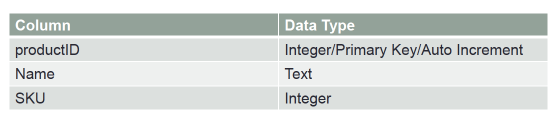 Column Data Type
productID Integer/Primary Key/Auto Increment
Name Text
SKU Integer